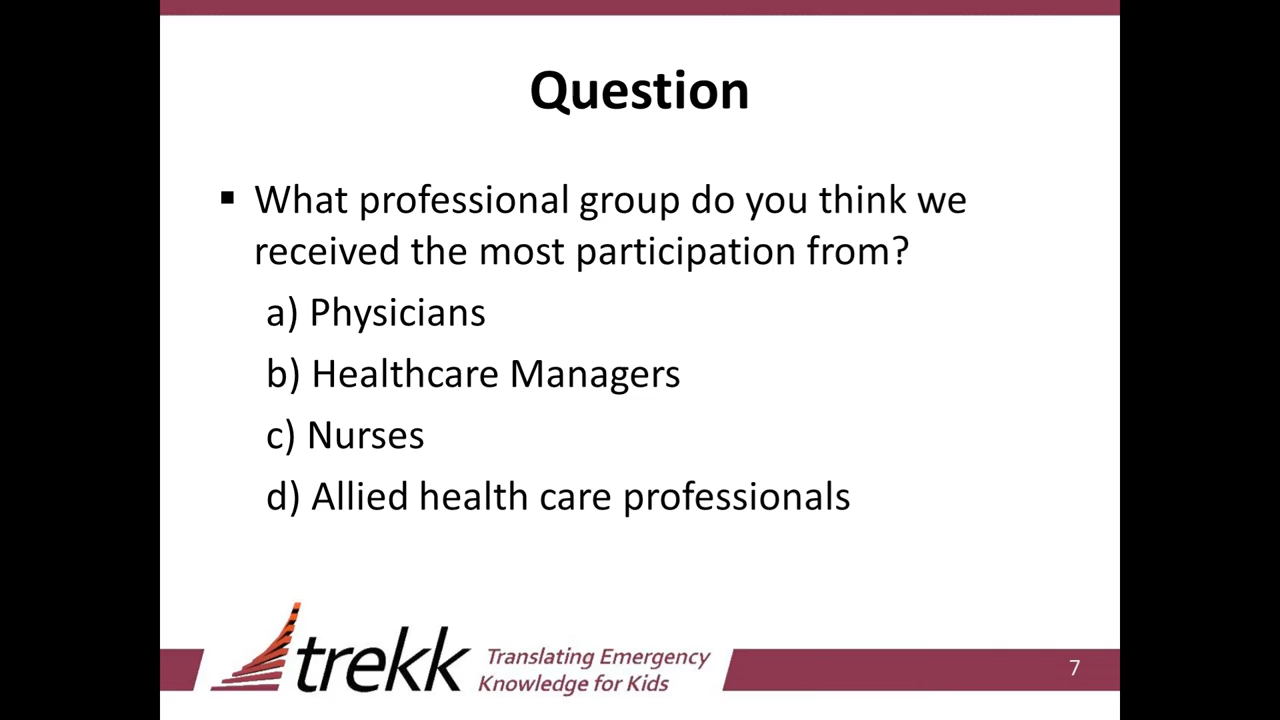 Question
▪ What professional group do you think we
received the most participation from?
a) Physicians
b) Healthcare Managers
c) Nurses
d) Allied health care professionals
trekk
Translating Emergency
Knowledge for Kids
7